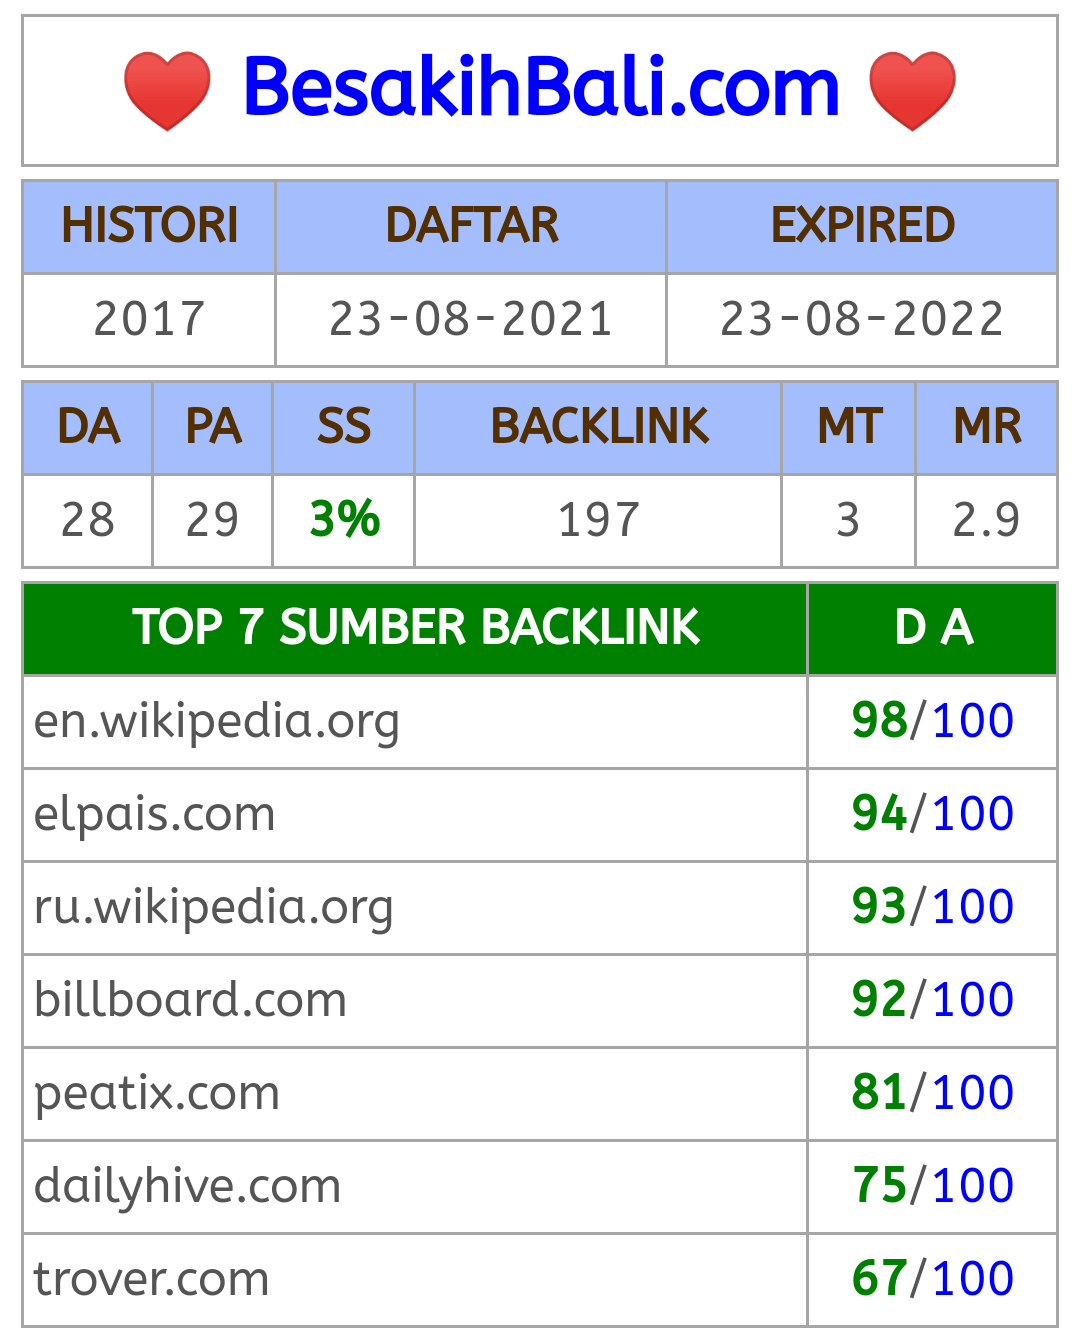 BesakihBali.com
HISTORI DAFTAR EXPIRED
2017 23-08-2021 23-08-2022
DA PA SS BACKLINK MT MR
28 29 3% 197 3 2.9
TOP 7 SUMBER BACKLINK D A
en.wikipedia.org 98/100
elpais.com 94/100
ru.wikipedia.org 93/100
billboard.com 92/100
peatix.com 81/100
dailyhive.com 75/100
trover.com 67/100